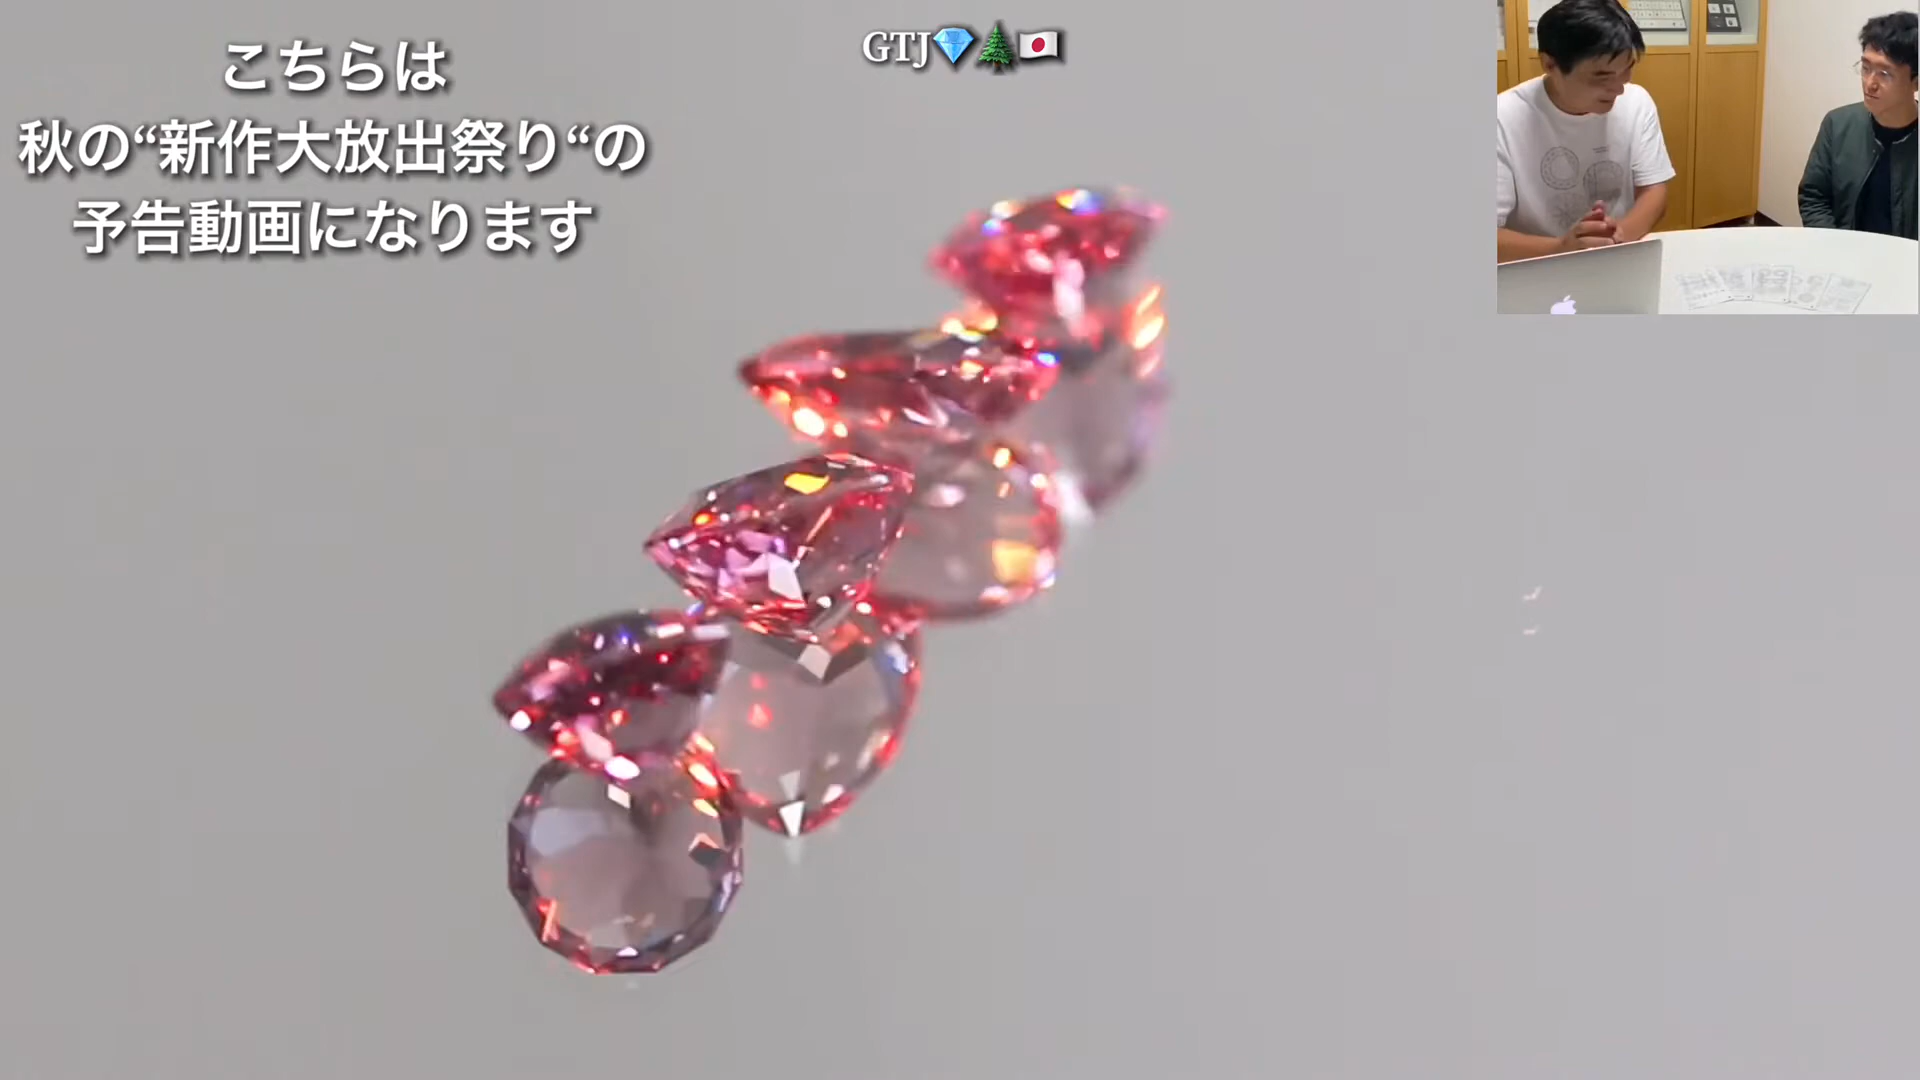 こちらは
秋の“新作大放出祭り“の
予告動画になります
GTJ💎🌲🇯🇵